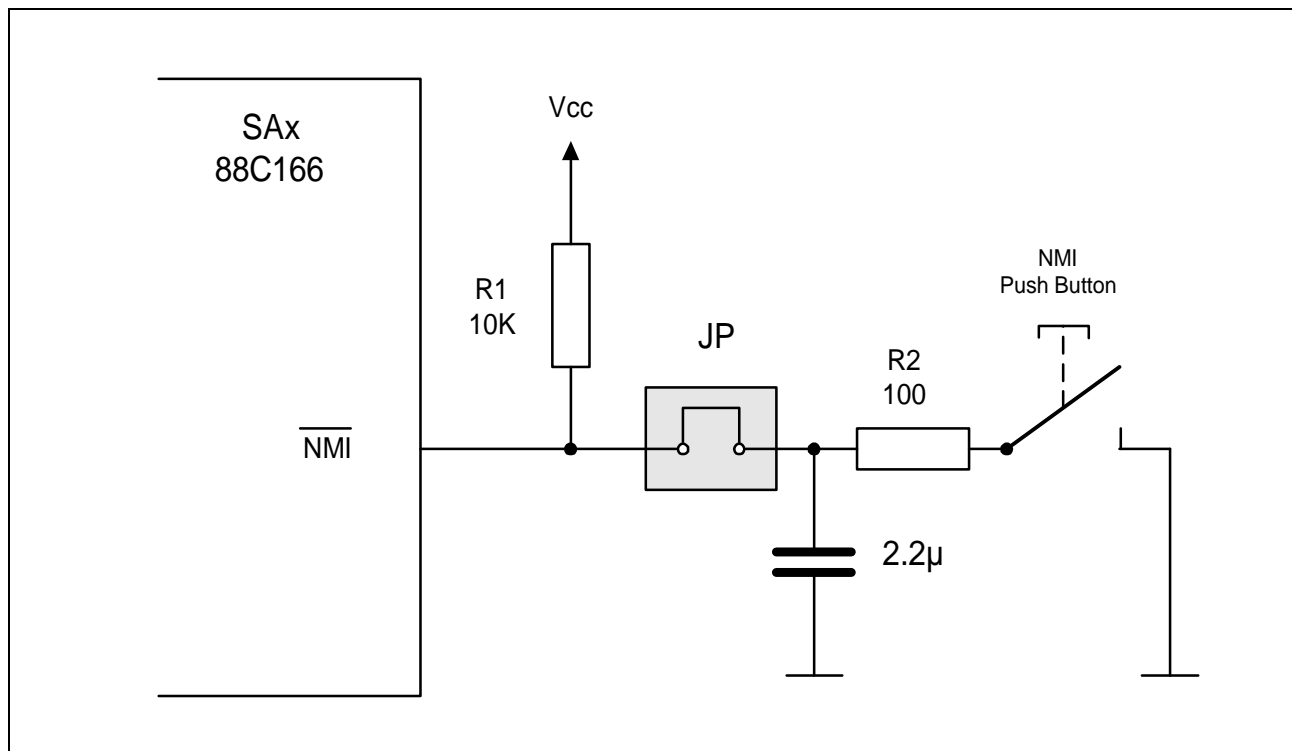 SAx
88C166
Vcc
R1
10K
JP
NMI
Push Button
R2
100
NMI
2.2µ